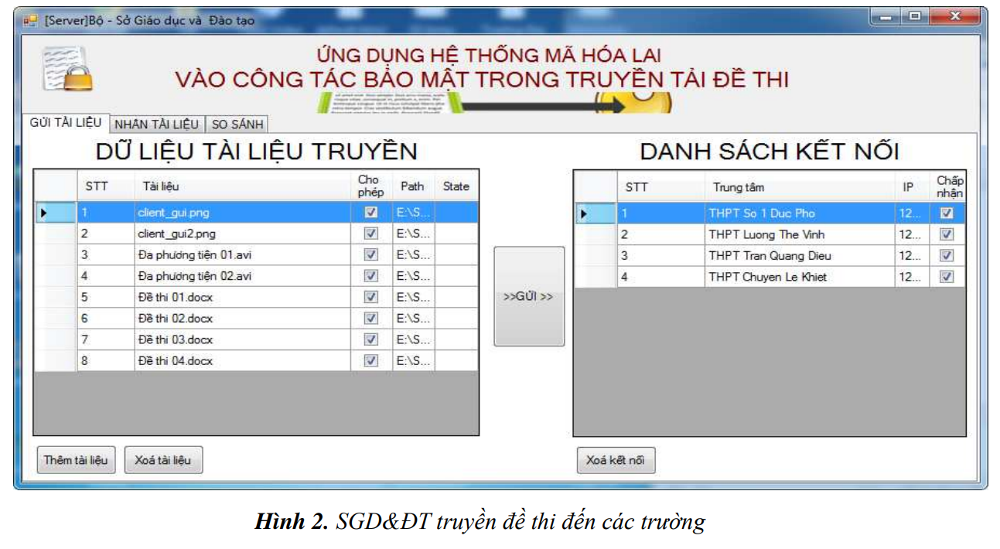 [Server]Bộ - Sở Giáo dục và Đào tạo
ỨNG DỤNG HỆ THỐNG MÃ HÓA LAI
VÀO CÔNG TÁC BẢO MẬT TRONG TRUYỀN TẢI ĐỀ THI
GỬI TÀI LIỆU NHẬN TÀI LIỆU SO SÁNH
DỮ LIỆU TÀI LIỆU TRUYỀN
STT Tài liệu Cho phép Path State
1 client_gui.png E:\S...
2 client_gui2.png E:\S...
3 Đa phương tiện 01.avi E:\S...
4 Đa phương tiện 02.avi E:\S...
5 Đề thi 01.docx E:\S...
6 Đề thi 02.docx E:\S...
7 Đề thi 03.docx E:\S...
8 Đề thi 04.docx E:\S...
Thêm tài liệu Xoá tài liệu
>>GỬI >>
DANH SÁCH KẾT NỐI
STT Trung tâm IP Chấp nhận
1 THPT So 1 Duc Pho 12...
2 THPT Luong The Vinh 12...
3 THPT Tran Quang Dieu 12...
4 THPT Chuyen Le Khiet 12...
Xoá kết nối
Hình 2. SGD&ĐT truyền đề thi đến các trường